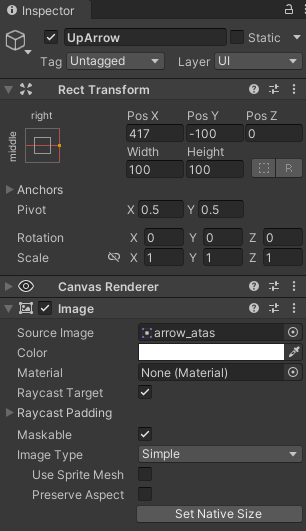 Inspector
UpArrow Static
Tag Untagged Layer UI
Rect Transform
right
middle
Pos X Pos Y Pos Z
417 -100 0
Width Height
100 100
R
Anchors
Pivot X 0.5 Y 0.5
Rotation X 0 Y 0 Z 0
Scale X 1 Y 1 Z 1
Canvas Renderer
Image
Source Image arrow_atas
Color
Material None (Material)
Raycast Target
Raycast Padding
Maskable
Image Type Simple
Use Sprite Mesh
Preserve Aspect
Set Native Size